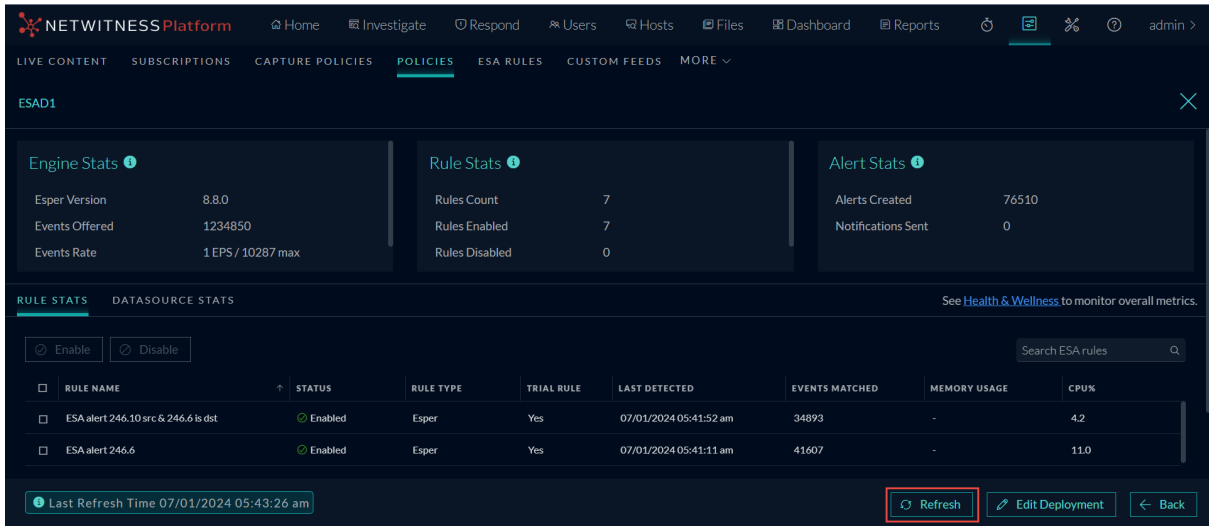 NETWITNESS Platform Home Investigate Respond Users Hosts Files Dashboard Reports admin >
LIVE CONTENT SUBSCRIPTIONS CAPTURE POLICIES POLICIES ESA RULES CUSTOM FEEDS MORE
ESAD1
Engine Stats Rule Stats Alert Stats
Esper Version 8.8.0 Rules Count 7 Alerts Created 76510
Events Offered 1234850 Rules Enabled 7 Notifications Sent 0
Events Rate 1 EPS / 10287 max Rules Disabled 0
RULE STATS DATASOURCE STATS See Health & Wellness to monitor overall metrics.
Enable Disable Search ESA rules
RULE NAME STATUS RULE TYPE TRIAL RULE LAST DETECTED EVENTS MATCHED MEMORY USAGE CPU%
ESA alert 246.10 src & 246.6 is dst Enabled Esper Yes 07/01/2024 05:41:52 am 34893 - 4.2
ESA alert 246.6 Enabled Esper Yes 07/01/2024 05:41:11 am 41607 - 11.0
Last Refresh Time 07/01/2024 05:43:26 am Refresh Edit Deployment Back